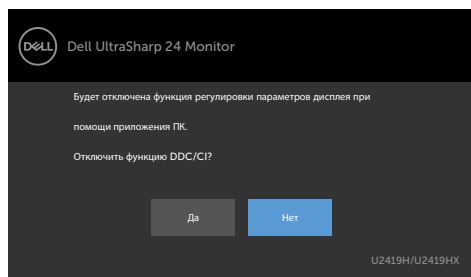 DELL
Dell UltraSharp 24 Monitor
Будет отключена функция регулировки параметров дисплея при
помощи приложения ПК.
Отключить функцию DDC/CI?
Да
Нет
U2419H/U2419HX